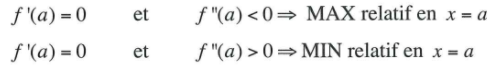 f '(a) = 0 et f "(a) < 0 ⇒ MAX relatif en x = a
f '(a) = 0 et f "(a) > 0 ⇒ MIN relatif en x = a